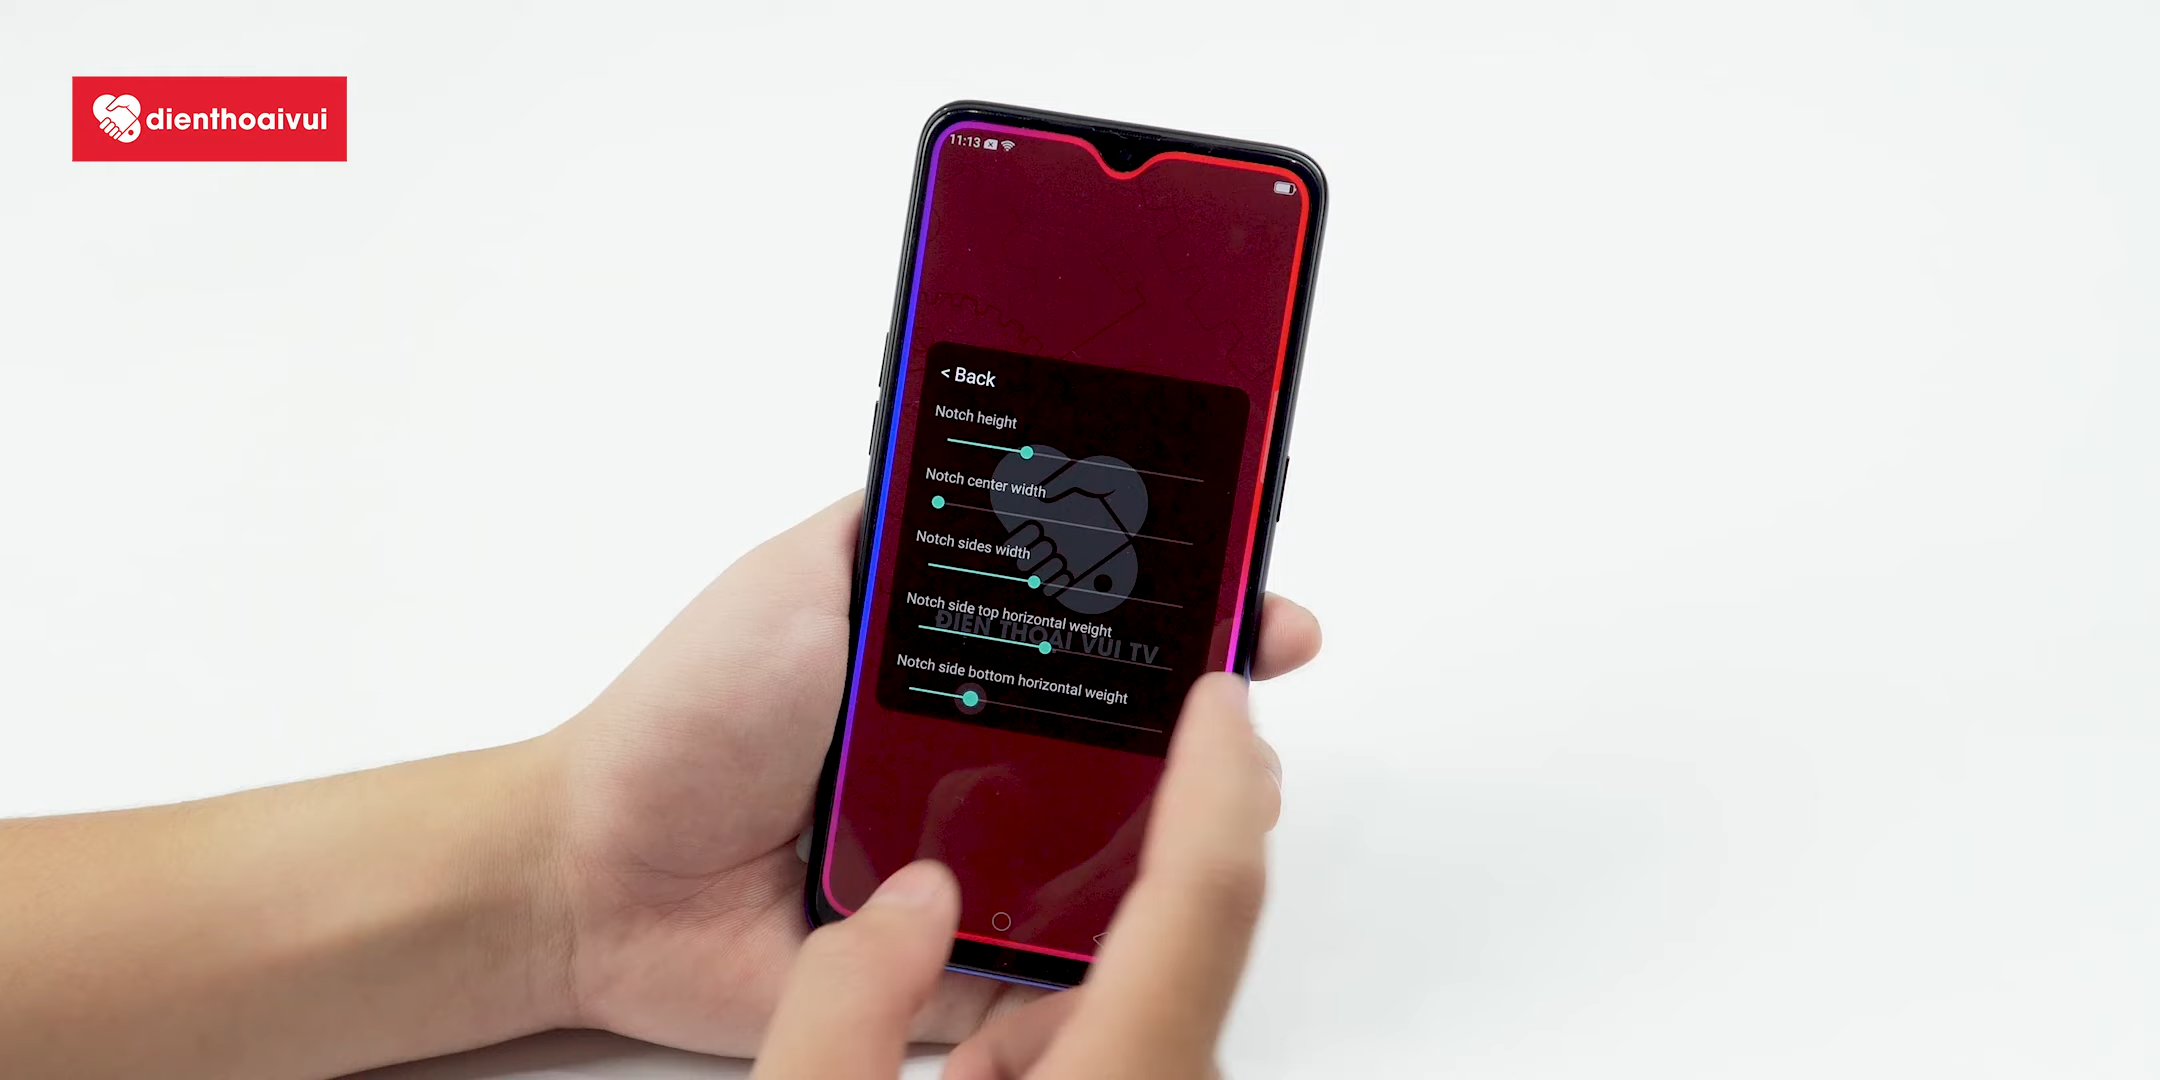 dienthoaivui
11:13
< Back
Notch height
Notch center width
Notch sides width
Notch side top horizontal weight
ĐIỆN THOẠI VUI TV
Notch side bottom horizontal weight